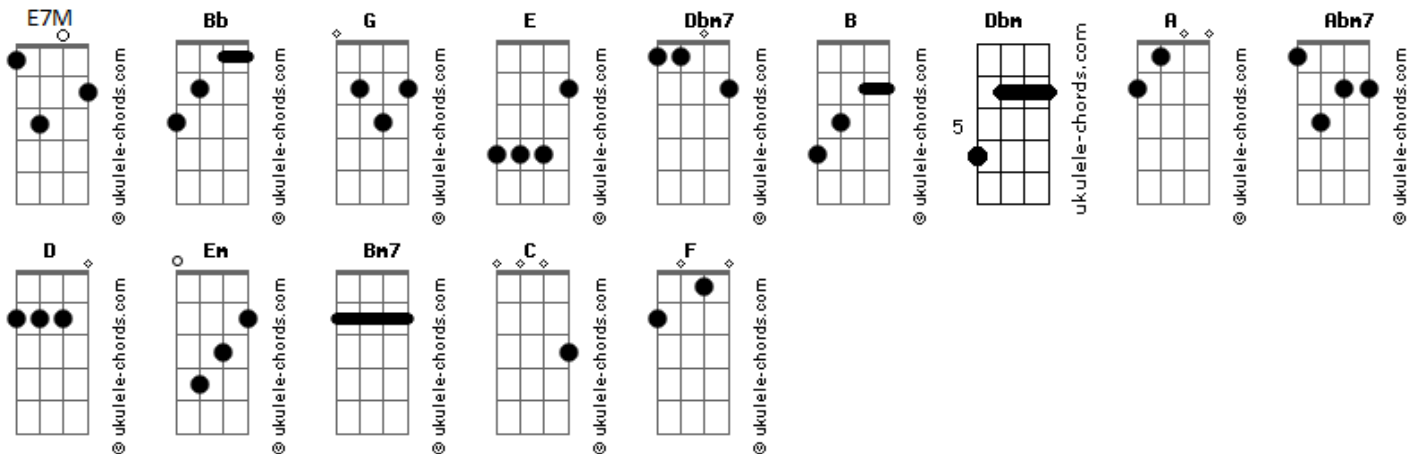 E7M Bb G E Dbm7 B Dbm A Abm7
© ukulele-chords.com © ukulele-chords.com © ukulele-chords.com © ukulele-chords.com © ukulele-chords.com © ukulele-chords.com ukulele-chords.com © ukulele-chords.com © ukulele-chords.com
5
D Em Bm7 C F
© ukulele-chords.com © ukulele-chords.com © ukulele-chords.com © ukulele-chords.com © ukulele-chords.com